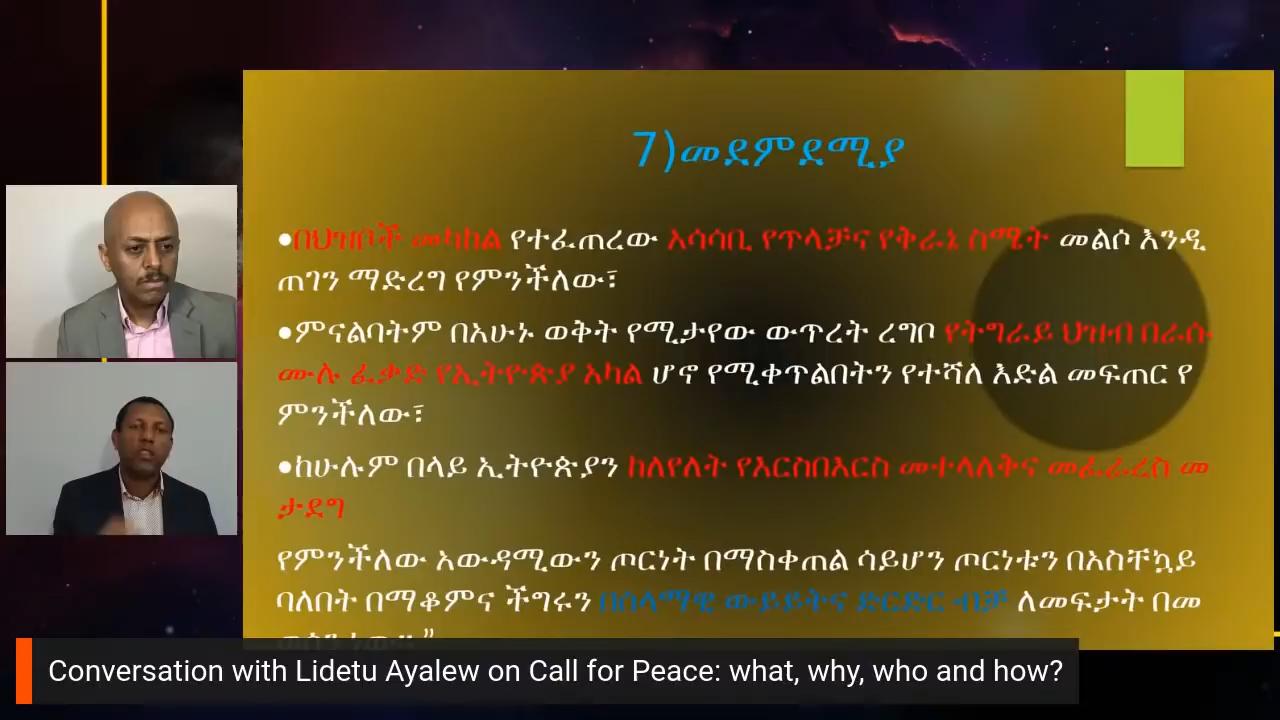 7)መደምደሚያ
●በህዝቦች መካከል የተፈጠረው አሳሳቢ የጥላቻና የቅራኔ ስሜት መልሶ እንዲ
ጠገን ማድረግ የምንችለው፣
●ምናልባትም በአሁኑ ወቅት የሚታየው ውጥረት ረግቦ የትግራይ ህዝብ በራሱ
ሙሉ ፈቃድ የኢትዮጵያ አካል ሆኖ የሚቀጥልበትን የተሻለ እድል መፍጠር የ
ምንችለው፣
●ከሁሉም በላይ ኢትዮጵያን ከለየለት የእርስበእርስ መተላለቅና መፈራረስ መ
ታደግ
የምንችለው አውዳሚውን ጦርነት በማስቀጠል ሳይሆን ጦርነቱን በአስቸኳይ
ባለበት በማቆምና ችግሩን በሰላማዊ ውይይትና ድርድር ብቻ ለመፍታት በመ
Conversation with Lidetu Ayalew on Call for Peace: what, why, who and how?